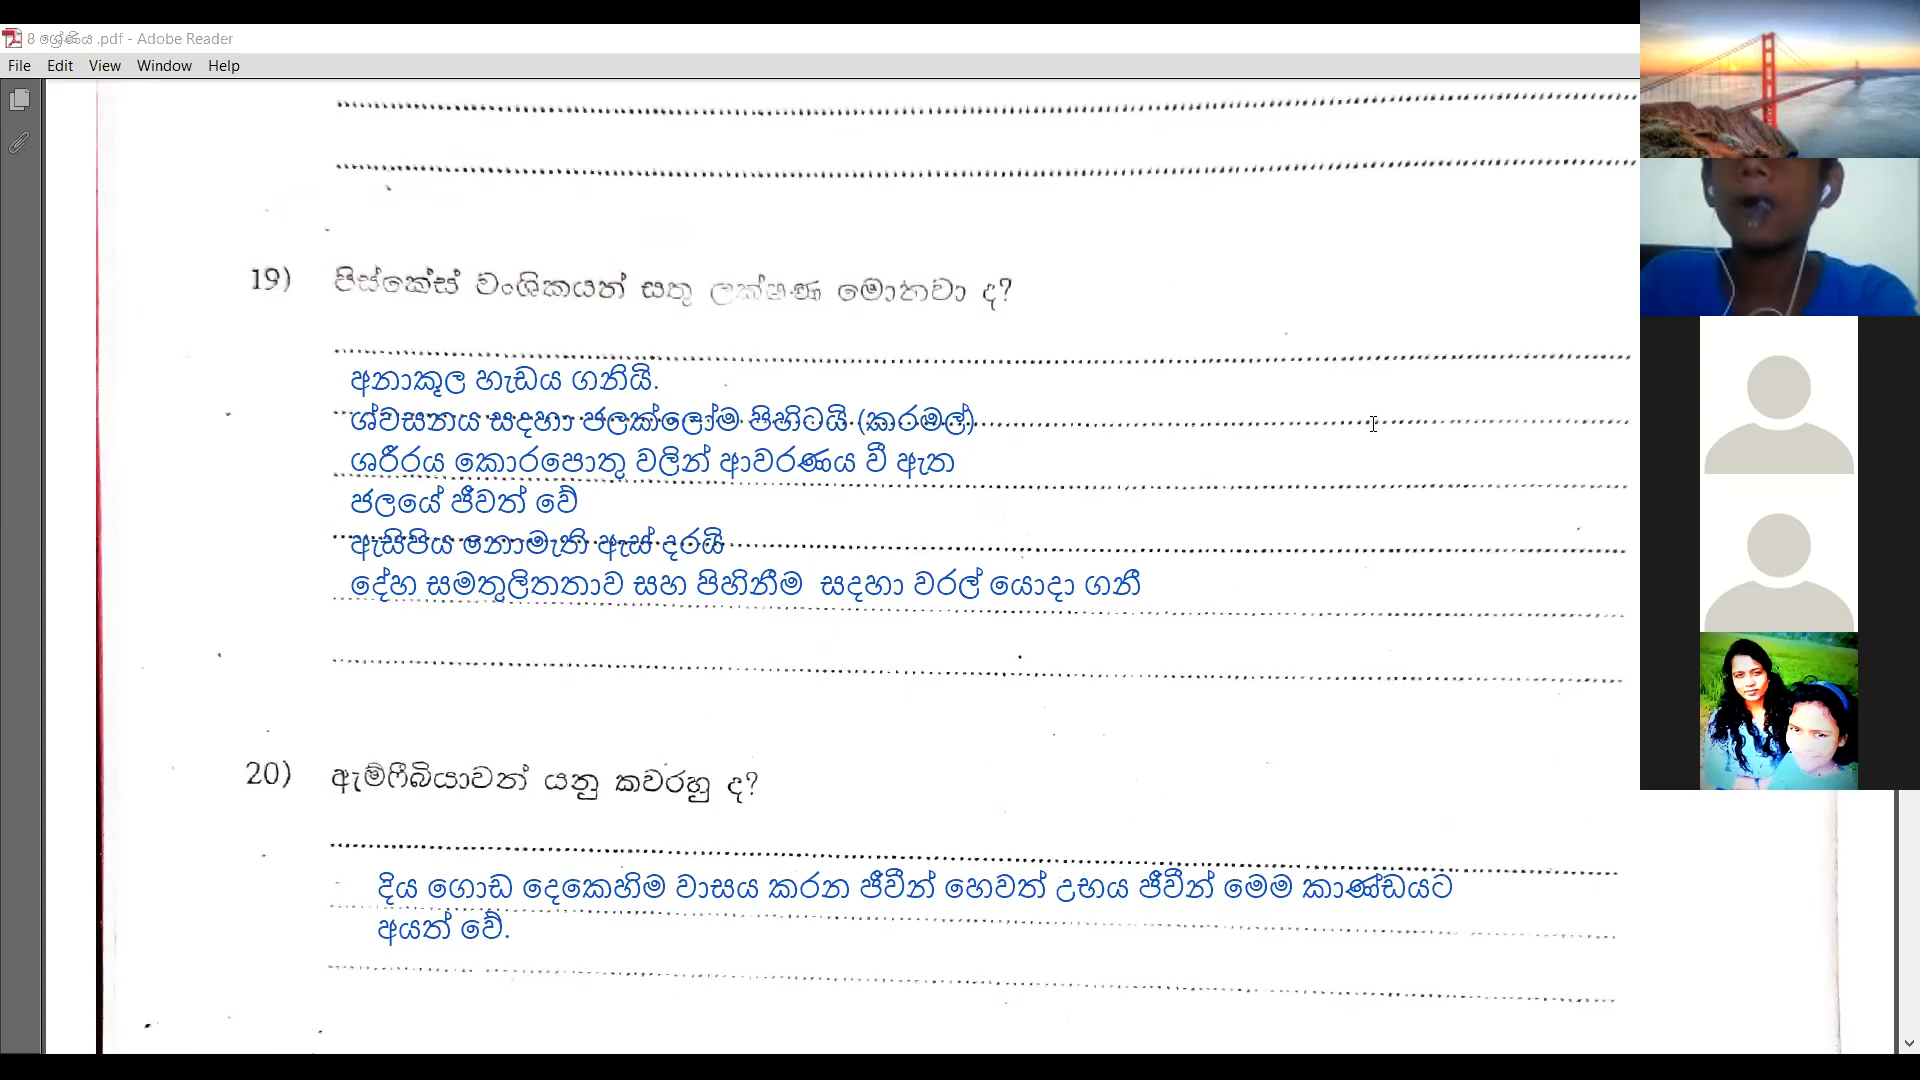 8 ශ්‍රේණිය .pdf - Adobe Reader
File Edit View Window Help
19) පිස්කේස් වංශිකයන් සතු ලක්ෂණ මොනවා ද?
අනාකූල හැඩය ගනියි.
ශ්වසනය සදහා ජලක්ලෝම පිහිටයි (කරමල්)
ශරීරය කොරපොතු වලින් ආවරණය වී ඇත
ජලයේ ජීවත් වේ
ඇසිපිය නොමැති ඇස් දරයි
දේහ සමතුලිතතාව සහ පිහිනීම සදහා වරල් යොදා ගනී
20) ඇම්ෆීබියාවන් යනු කවරහු ද?
දිය ගොඩ දෙකෙහිම වාසය කරන ජීවීන් හෙවත් උභය ජීවීන් මෙම කාණ්ඩයට
අයත් වේ.